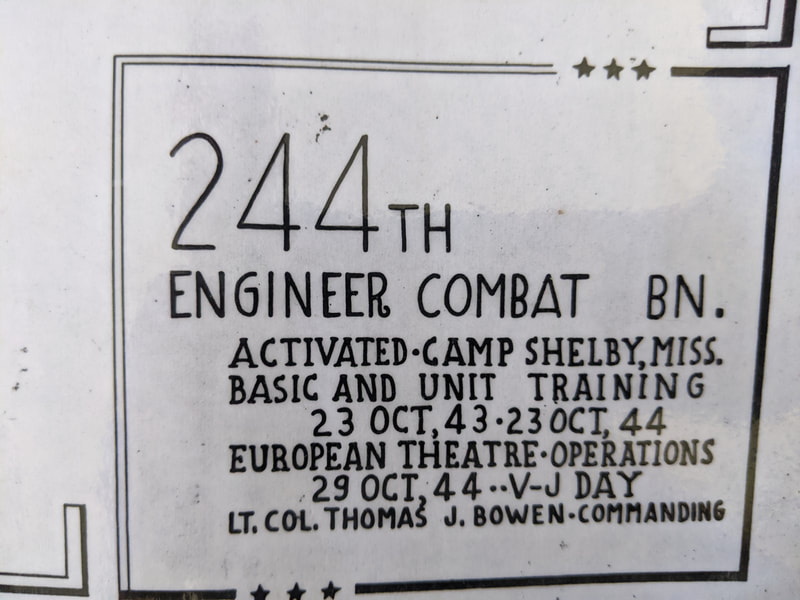 244TH
ENGINEER COMBAT BN.
ACTIVATED·CAMP SHELBY, MISS.
BASIC AND UNIT TRAINING
23 OCT, 43·23 OCT, 44
EUROPEAN THEATRE·OPERATIONS
29 OCT, 44··V-J DAY
LT. COL. THOMAS J. BOWEN·COMMANDING